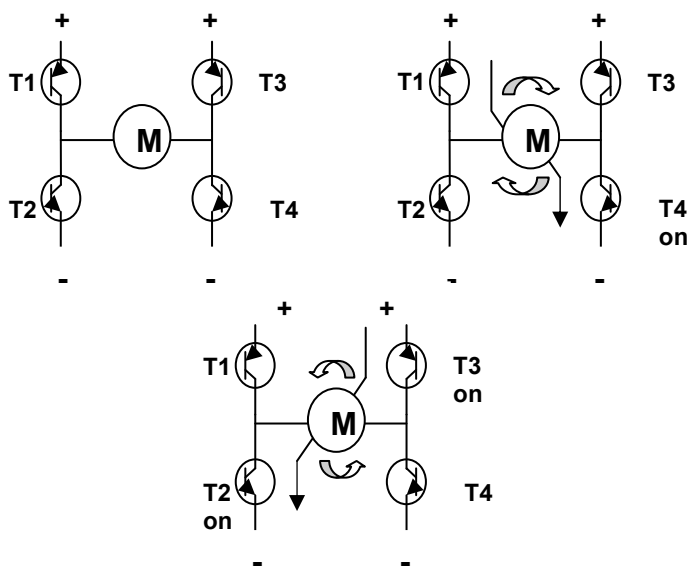 + +
T1 T3
M
T2 T4
- -
+ +
T1 T3
M
T2 T4
on
- -
+ +
T1 T3
on
M
T2 T4
on
- -